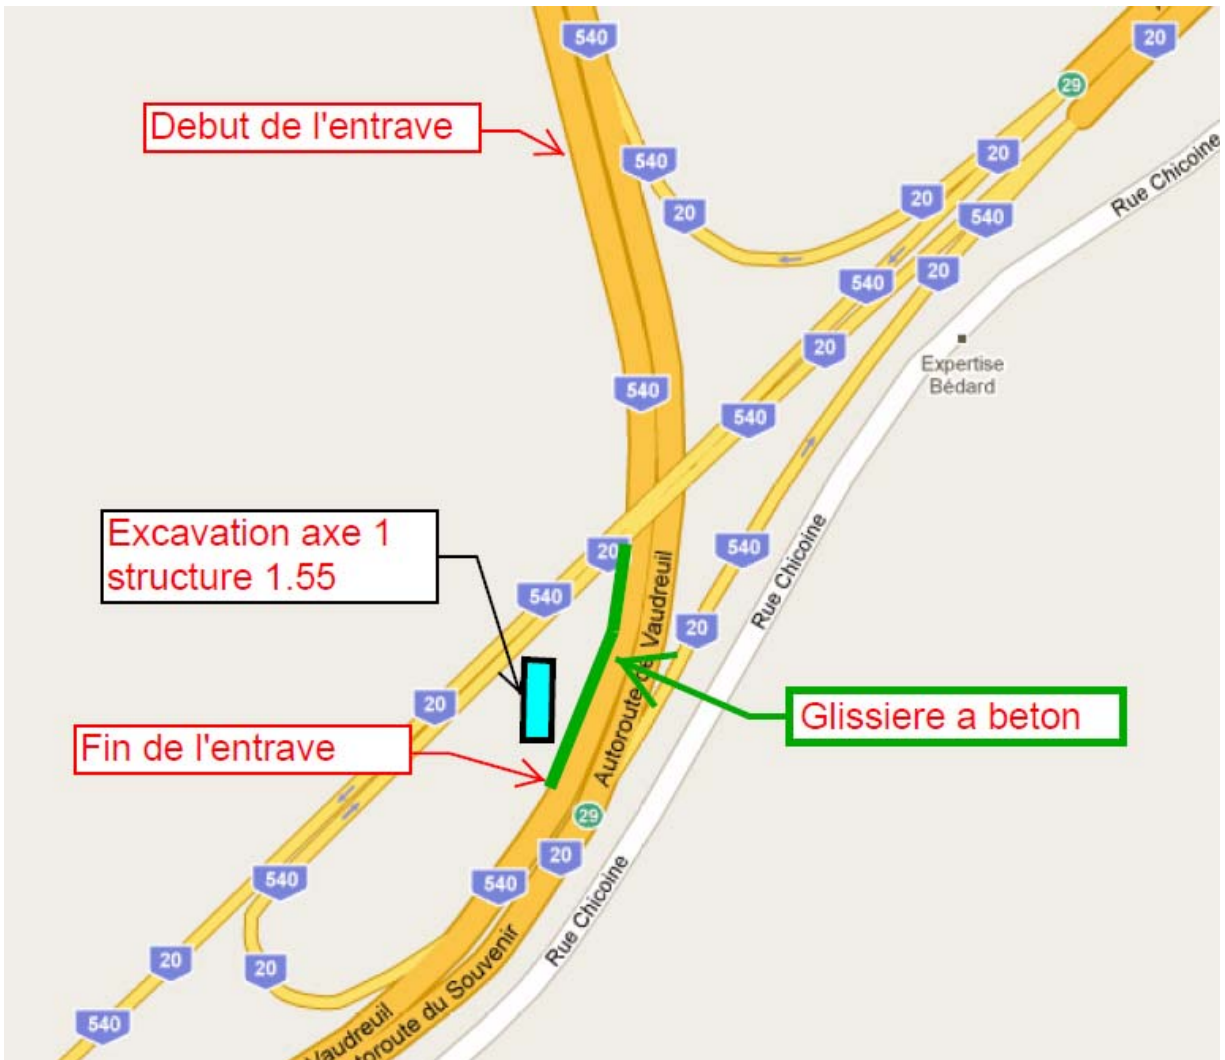 540
20
29
Debut de l'entrave
540
20
Rue Chicoine
20
20
540
540
20
20
Expertise
Bédard
540
540
Excavation axe 1
structure 1.55
20
540
540
Rue Chicoine
20
Autoroute de Vaudreuil
20
Glissiere a beton
Fin de l'entrave
29
20
540
540
Rue Chicoine
20
20
Autoroute du Souvenir
540
Vaudreuil